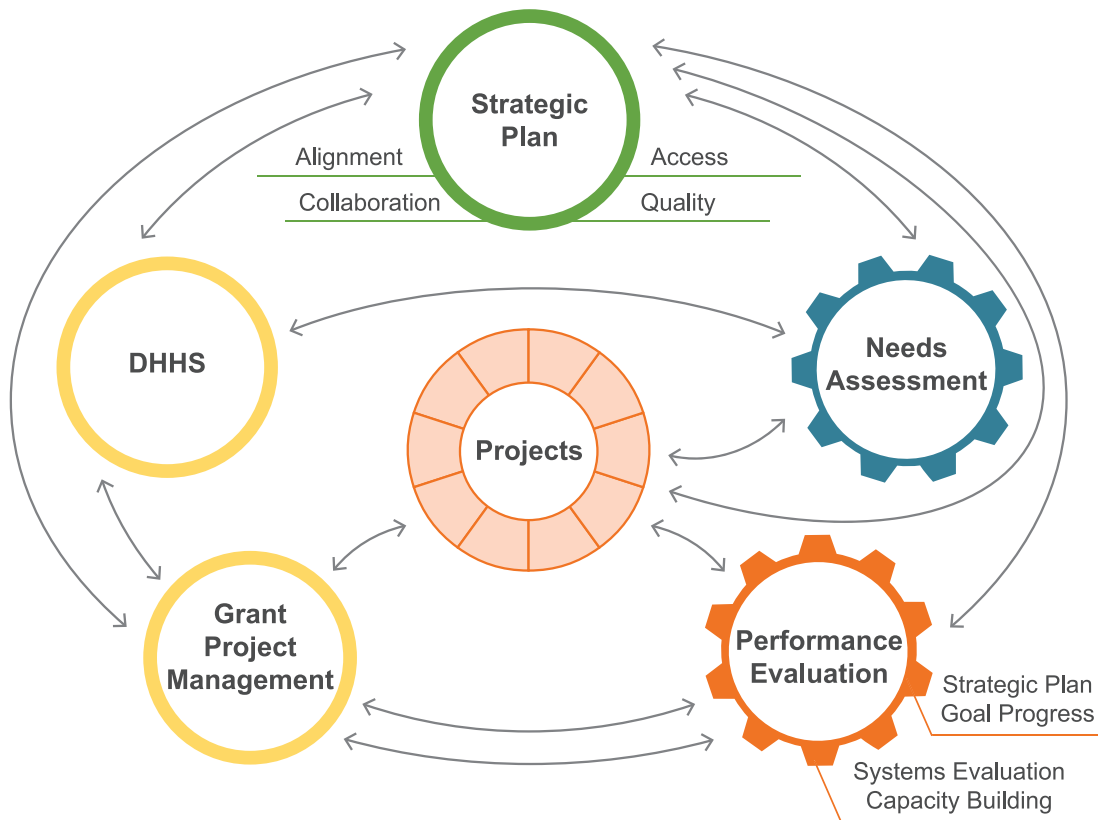 Strategic
Plan
Alignment
Access
Collaboration
Quality
DHHS
Needs
Assessment
Projects
Grant
Project
Management
Performance
Evaluation
Strategic Plan
Goal Progress
Systems Evaluation
Capacity Building